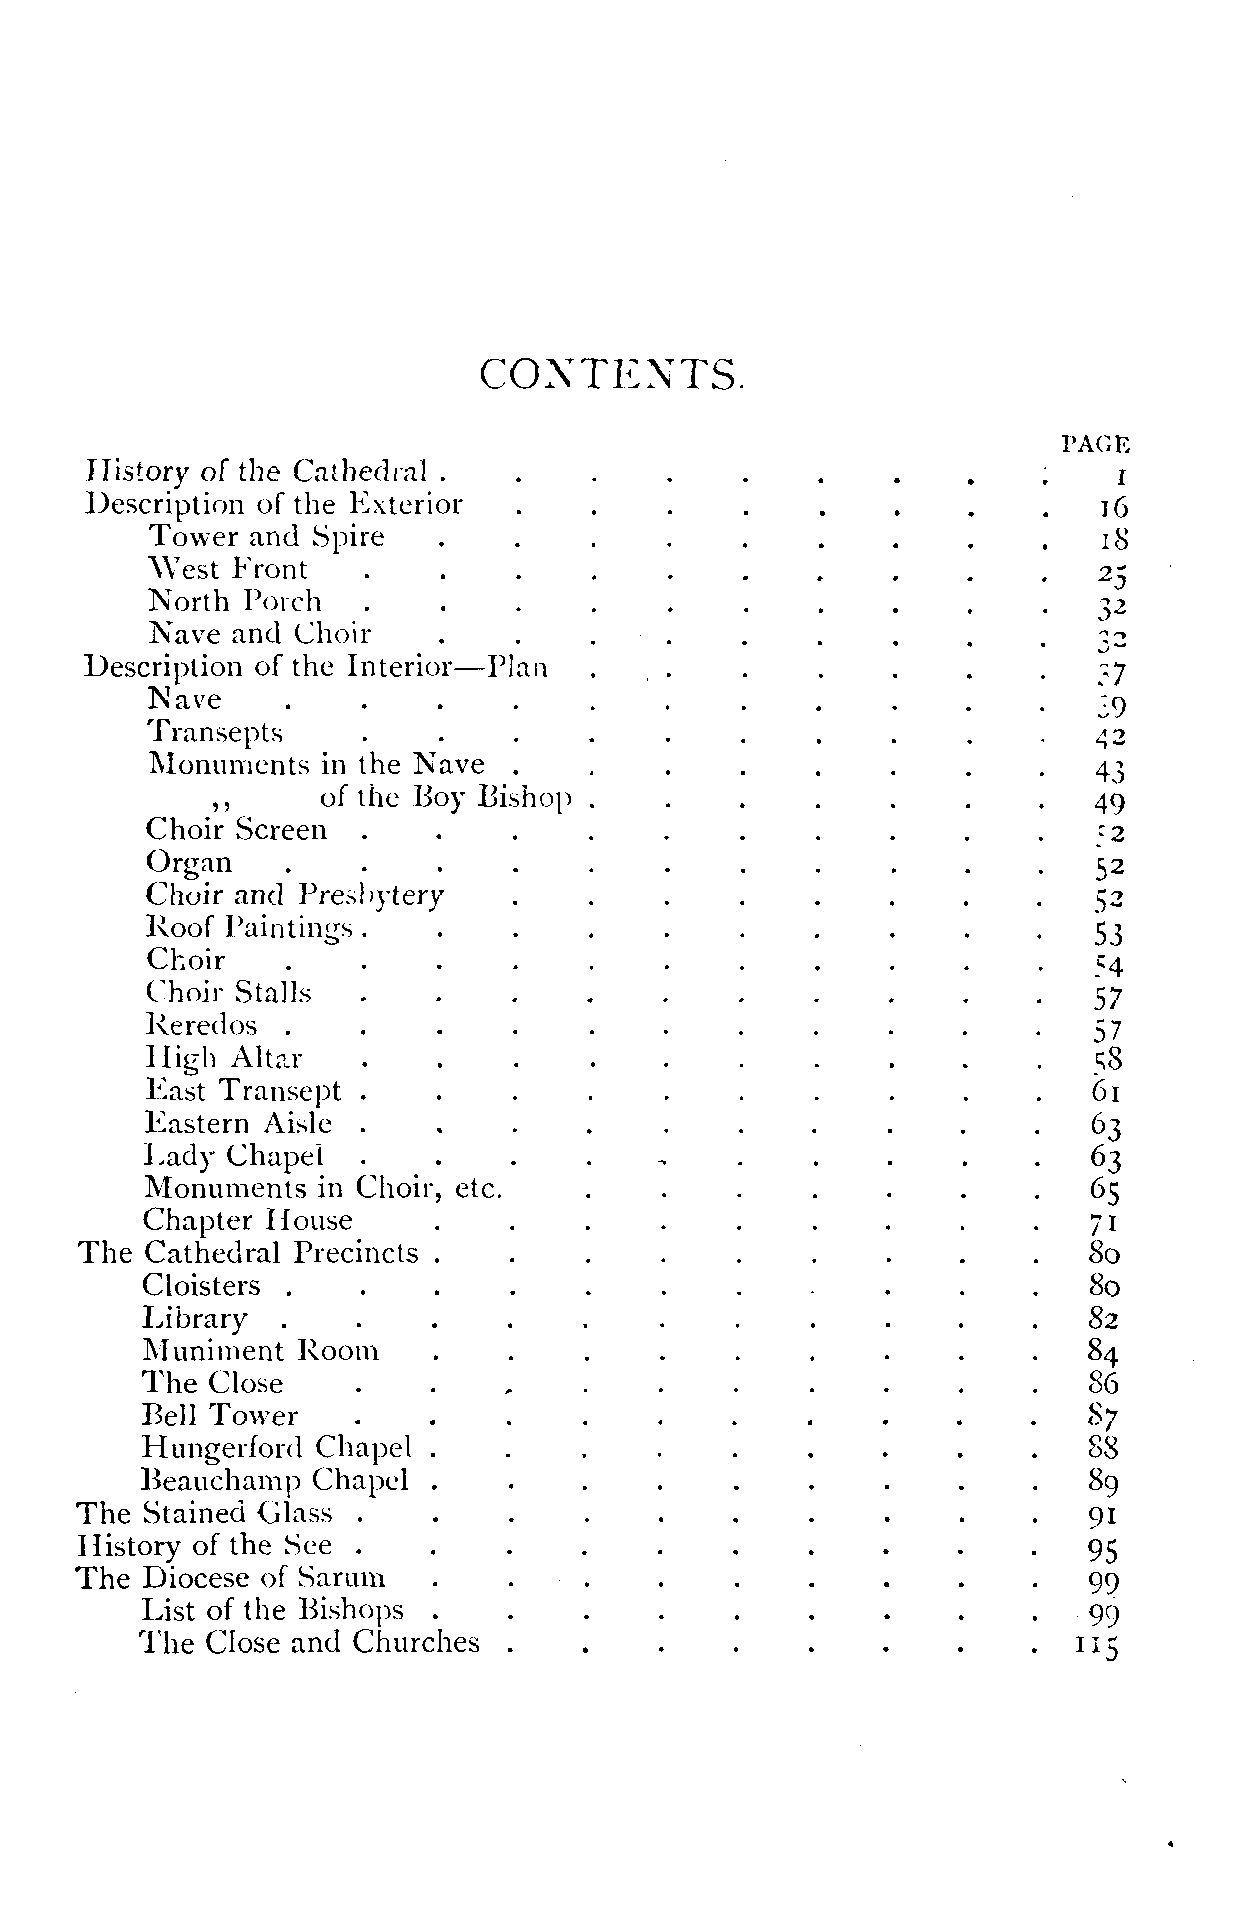 CONTENTS.
PAGE
History of the Cathedral . . . . . . . . . 1
Description of the Exterior . . . . . . . . 16
Tower and Spire . . . . . . . . . 18
West Front . . . . . . . . . . 25
North Porch . . . . . . . . . . 32
Nave and Choir . . . . . . . . . 32
Description of the Interior—Plan . . . . . . . 37
Nave . . . . . . . . . . . 39
Transepts . . . . . . . . . . 42
Monuments in the Nave . . . . . . . . 43
,, of the Boy Bishop . . . . . . . 49
Choir Screen . . . . . . . . . . 52
Organ . . . . . . . . . . . 52
Choir and Presbytery . . . . . . . . 52
Roof Paintings . . . . . . . . . . 53
Choir . . . . . . . . . . . 54
Choir Stalls . . . . . . . . . . 57
Reredos . . . . . . . . . . . 57
High Altar . . . . . . . . . . 58
East Transept . . . . . . . . . . 61
Eastern Aisle . . . . . . . . . . 63
Lady Chapel . . . . . . . . . . 63
Monuments in Choir, etc. . . . . . . . 65
Chapter House . . . . . . . . . 71
The Cathedral Precincts . . . . . . . . . 80
Cloisters . . . . . . . . . . . 80
Library . . . . . . . . . . . 82
Muniment Room . . . . . . . . . 84
The Close . . . . . . . . . . 86
Bell Tower . . . . . . . . . . 87
Hungerford Chapel . . . . . . . . . 88
Beauchamp Chapel . . . . . . . . . 89
The Stained Glass . . . . . . . . . . 91
History of the See . . . . . . . . . . 95
The Diocese of Sarum . . . . . . . . . 99
List of the Bishops . . . . . . . . . 99
The Close and Churches . . . . . . . . 115